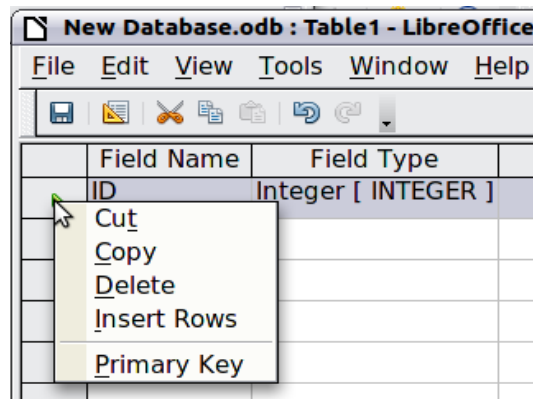 New Database.odb : Table1 - LibreOffice
File Edit View Tools Window Help
Field Name Field Type
ID Integer [ INTEGER ]
Cut
Copy
Delete
Insert Rows
Primary Key